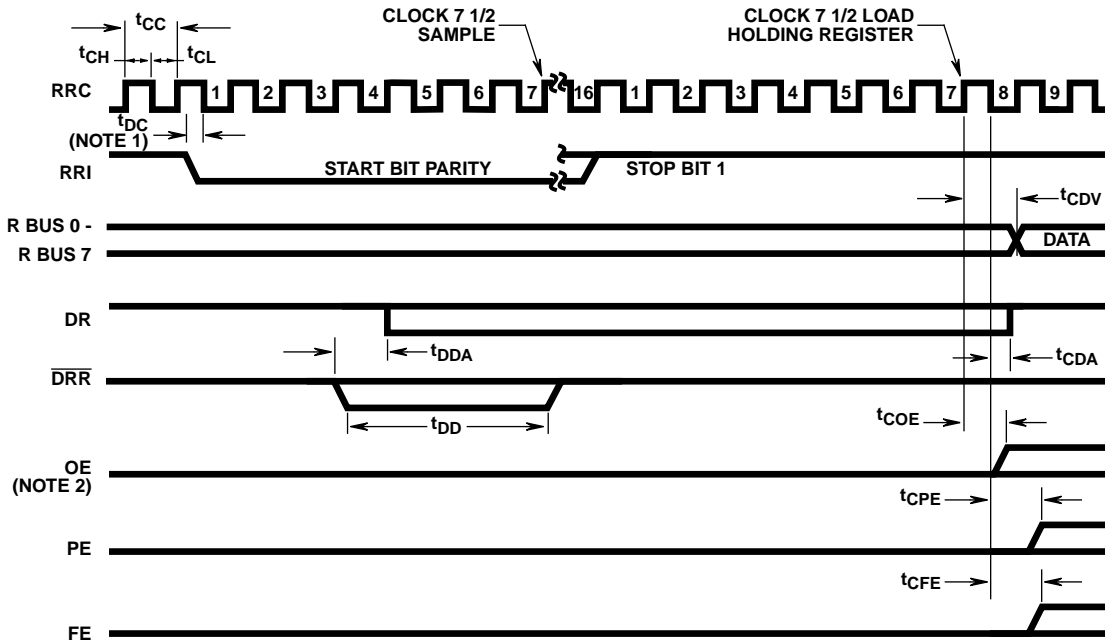 CLOCK 7 1/2
SAMPLE
CLOCK 7 1/2 LOAD
HOLDING REGISTER
tCC
tCH
tCL
RRC
1 2 3 4 5 6 7 16 1 2 3 4 5 6 7 8 9
tDC
(NOTE 1)
RRI
START BIT PARITY
STOP BIT 1
tCDV
R BUS 0 -
R BUS 7
DATA
DR
tDDA
tCDA
DRR
tDD
tCOE
OE
(NOTE 2)
tCPE
PE
tCFE
FE